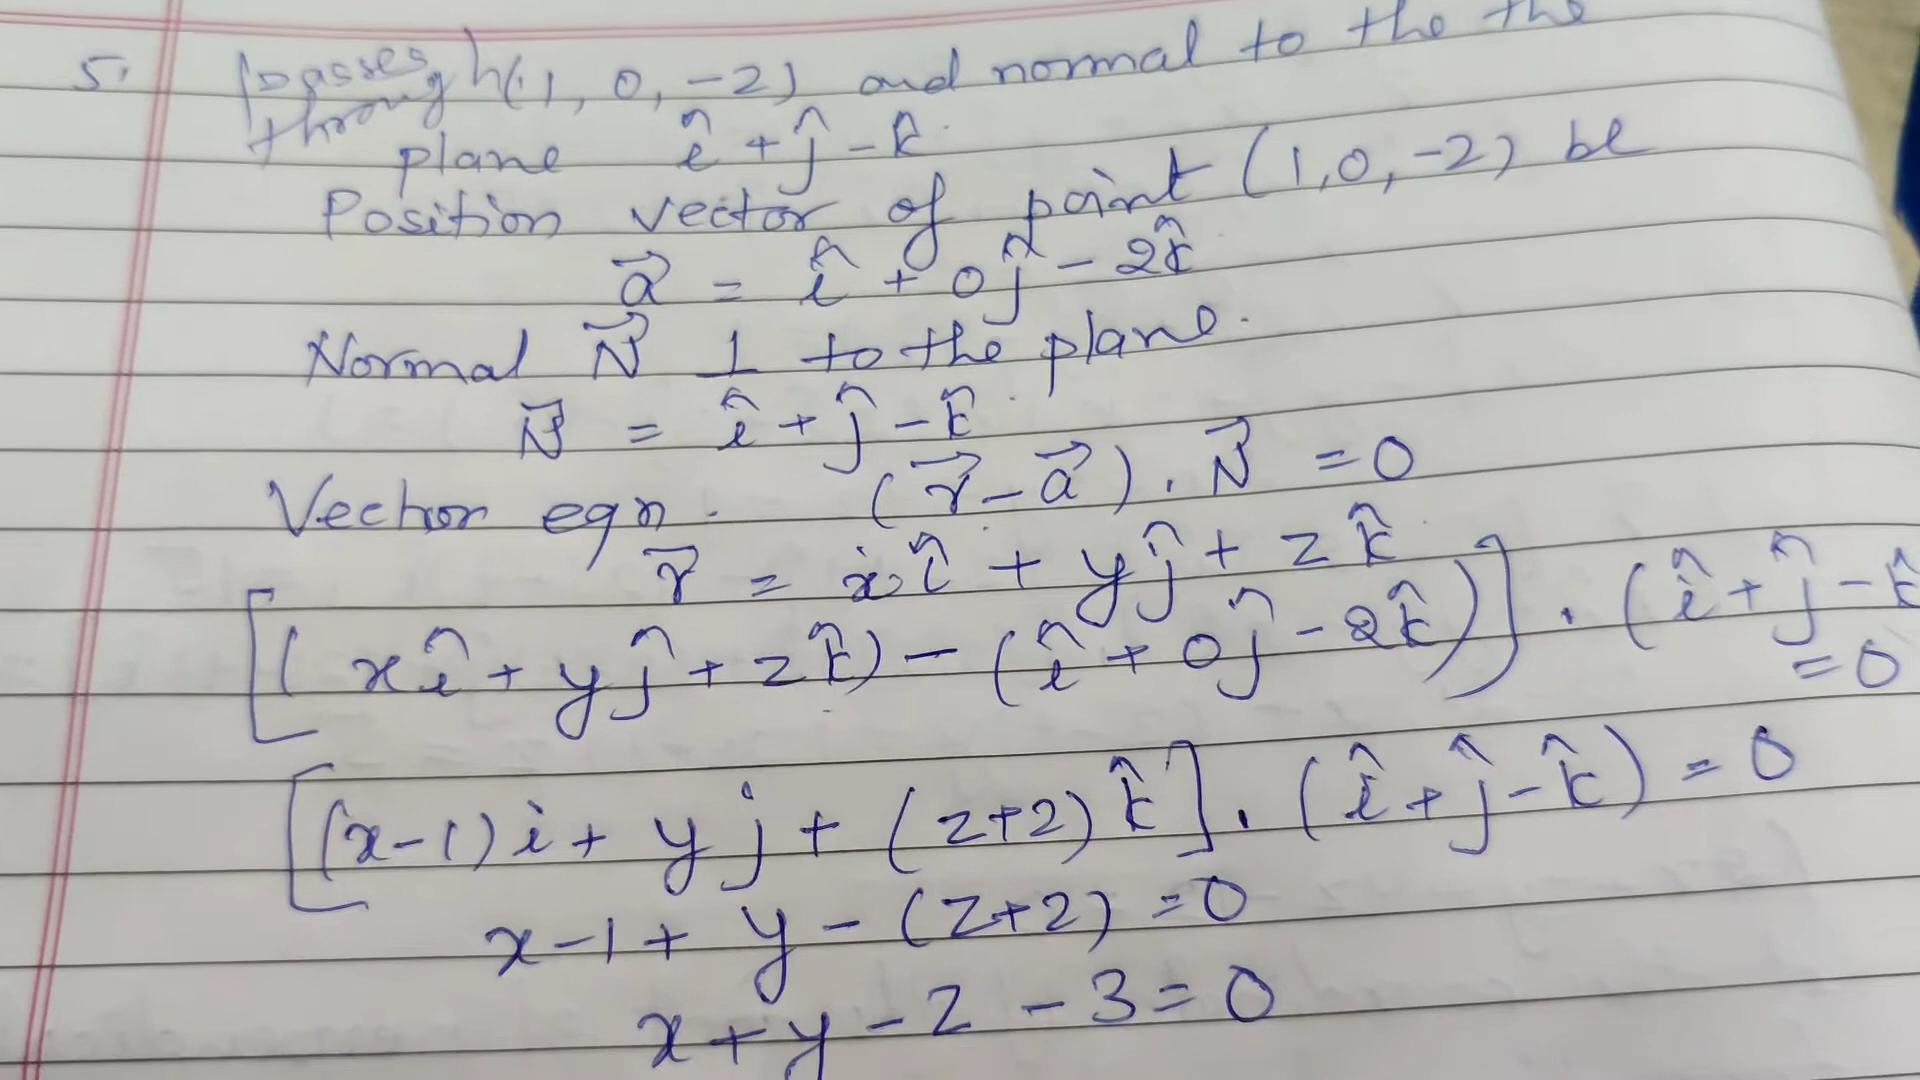 5. passes through (1, 0, -2) and normal to the the
plane î + ĵ - k̂
Position vector of point (1, 0, -2) be
a⃗ = î + 0ĵ - 2k̂
Normal N⃗ ⊥ to the plane.
N⃗ = î + ĵ - k̂
Vector eqn. (r⃗ - a⃗) . N⃗ = 0
r⃗ = xî + yĵ + zk̂
[(xî + yĵ + zk̂) - (î + 0ĵ - 2k̂)] . (î + ĵ - k̂
= 0
[(x-1)i + yj + (z+2)k̂] . (î + ĵ - k̂) = 0
x - 1 + y - (z+2) = 0
x + y - z - 3 = 0